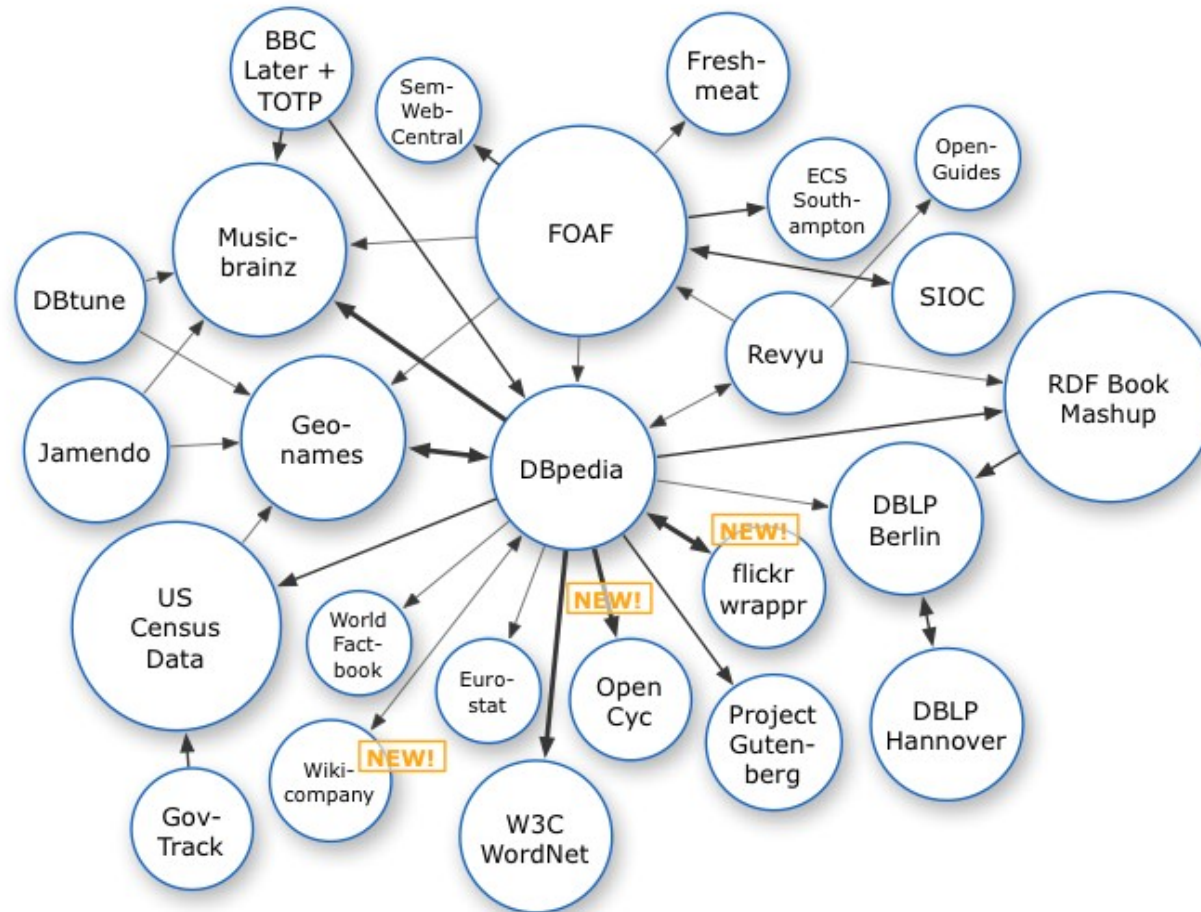 BBC
Later +
TOTP
Sem-
Web-
Central
Fresh-
meat
Open-
Guides
ECS
South-
ampton
FOAF
Music-
brainz
DBtune
SIOC
Revyu
RDF Book
Mashup
Jamendo
Geo-
names
DBpedia
DBLP
Berlin
NEW!
flickr
wrappr
NEW!
US
Census
Data
World
Fact-
book
Euro-
stat
Open
Cyc
Project
Guten-
berg
DBLP
Hannover
NEW!
Wiki-
company
W3C
WordNet
Gov-
Track